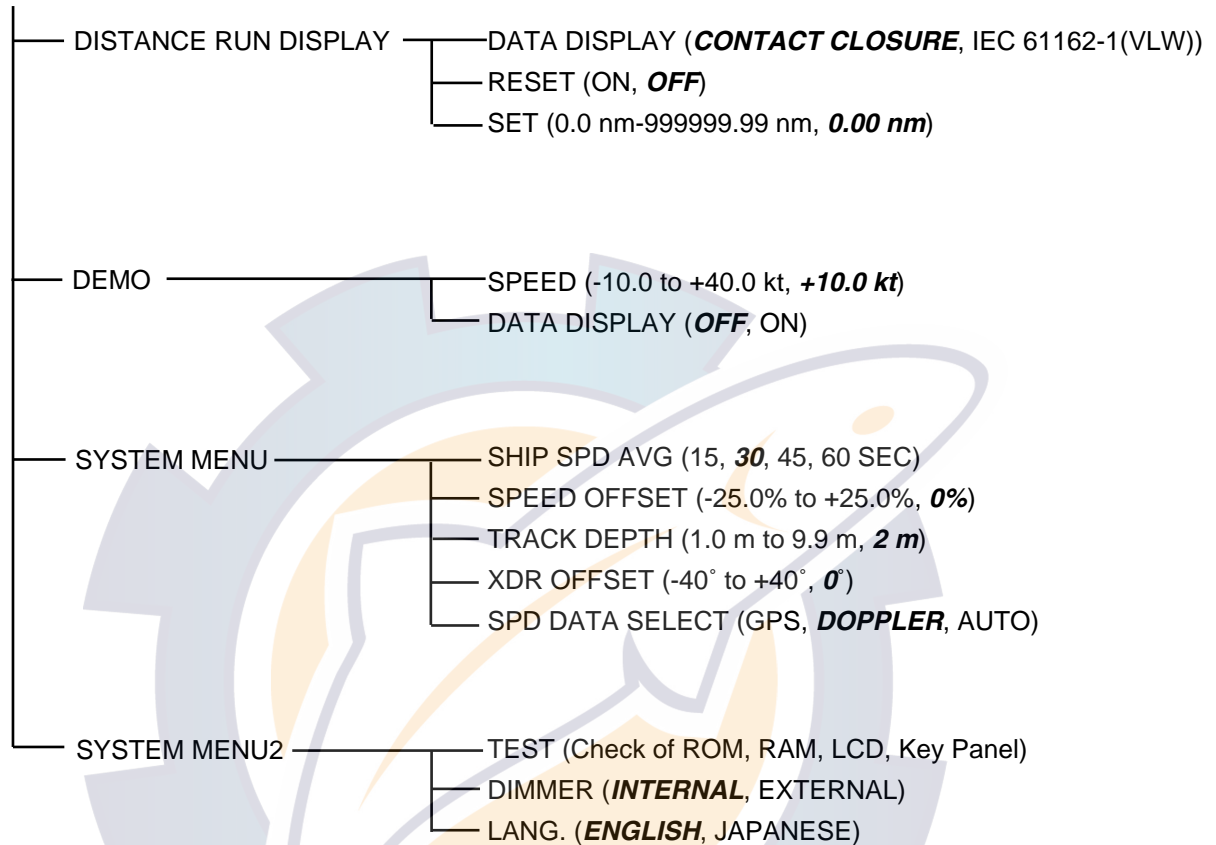 DISTANCE RUN DISPLAY DATA DISPLAY (CONTACT CLOSURE, IEC 61162-1(VLW))
RESET (ON, OFF)
SET (0.0 nm-999999.99 nm, 0.00 nm)
DEMO SPEED (-10.0 to +40.0 kt, +10.0 kt)
DATA DISPLAY (OFF, ON)
SYSTEM MENU SHIP SPD AVG (15, 30, 45, 60 SEC)
SPEED OFFSET (-25.0% to +25.0%, 0%)
TRACK DEPTH (1.0 m to 9.9 m, 2 m)
XDR OFFSET (-40˚ to +40˚, 0˚)
SPD DATA SELECT (GPS, DOPPLER, AUTO)
SYSTEM MENU2 TEST (Check of ROM, RAM, LCD, Key Panel)
DIMMER (INTERNAL, EXTERNAL)
LANG. (ENGLISH, JAPANESE)